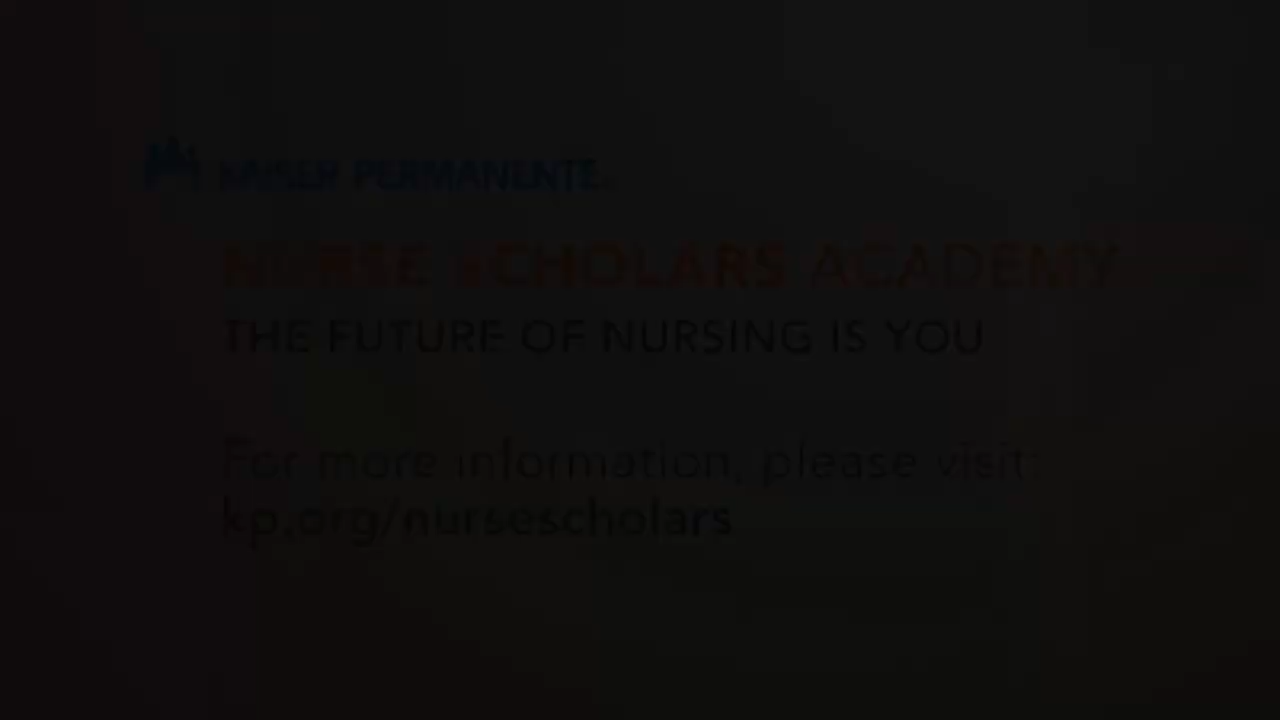 KAISER PERMANENTE.
NURSE SCHOLARS ACADEMY
THE FUTURE OF NURSING IS YOU
For more information, please visit:
kp.org/nursescholars